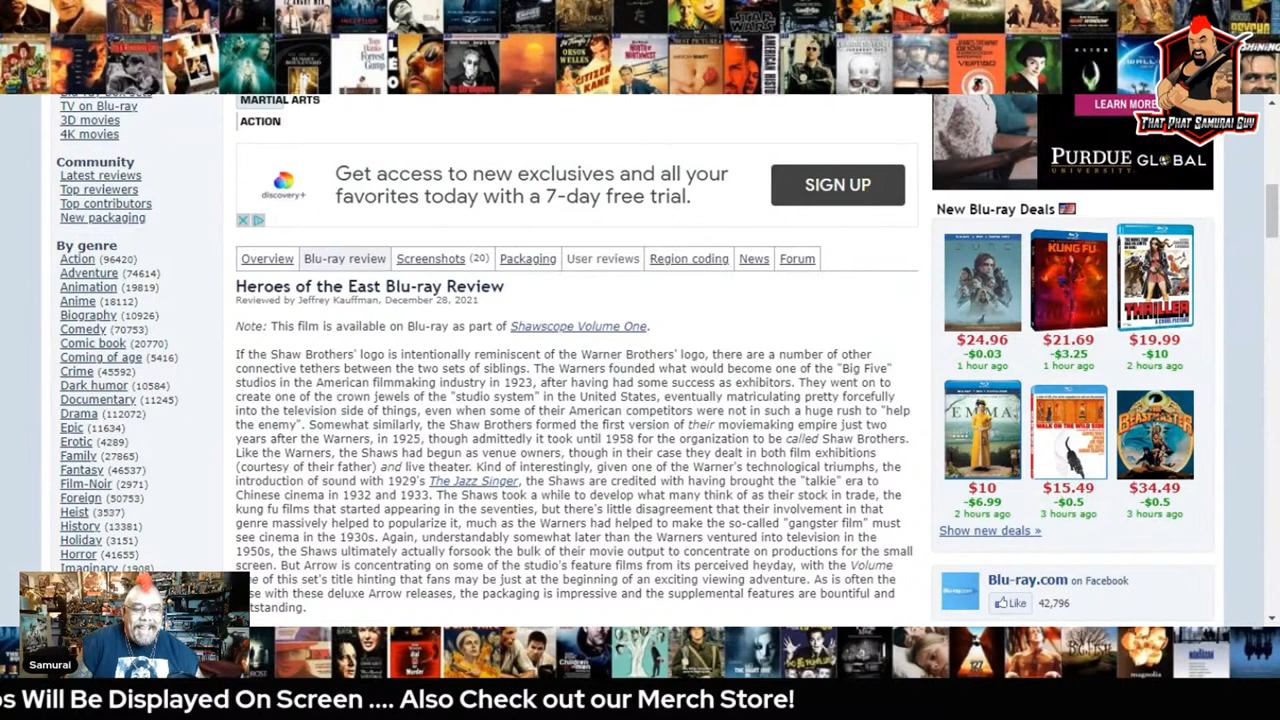 THAT PHAT SAMURAI GUY
Blu-ray box sets
TV on Blu-ray
3D movies
4K movies
Community
Latest reviews
Top reviewers
Top contributors
New packaging
By genre
Action (96420)
Adventure (74614)
Animation (19819)
Anime (18112)
Biography (10926)
Comedy (70753)
Comic book (20770)
Coming of age (5416)
Crime (45592)
Dark humor (10584)
Documentary (11245)
Drama (112072)
Epic (11634)
Erotic (4289)
Family (27865)
Fantasy (46537)
Film-Noir (2971)
Foreign (50753)
Heist (3537)
History (13381)
Holiday (3151)
Horror (41655)
Imaginary (1908)
MARTIAL ARTS
ACTION
discovery+
Get access to new exclusives and all your
favorites today with a 7-day free trial.
SIGN UP
Overview Blu-ray review Screenshots (20) Packaging User reviews Region coding News Forum
Heroes of the East Blu-ray Review
Reviewed by Jeffrey Kauffman, December 28, 2021
Note: This film is available on Blu-ray as part of Shawscope Volume One.
If the Shaw Brothers' logo is intentionally reminiscent of the Warner Brothers' logo, there are a number of other
connective tethers between the two sets of siblings. The Warners founded what would become one of the "Big Five"
studios in the American filmmaking industry in 1923, after having had some success as exhibitors. They went on to
create one of the crown jewels of the "studio system" in the United States, eventually matriculating pretty forcefully
into the television side of things, even when some of their American competitors were not in such a huge rush to "help
the enemy". Somewhat similarly, the Shaw Brothers formed the first version of their moviemaking empire just two
years after the Warners, in 1925, though admittedly it took until 1958 for the organization to be called Shaw Brothers.
Like the Warners, the Shaws had begun as venue owners, though in their case they dealt in both film exhibitions
(courtesy of their father) and live theater. Kind of interestingly, given one of the Warner's technological triumphs, the
introduction of sound with 1929's The Jazz Singer, the Shaws are credited with having brought the "talkie" era to
Chinese cinema in 1932 and 1933. The Shaws took a while to develop what many think of as their stock in trade, the
kung fu films that started appearing in the seventies, but there's little disagreement that their involvement in that
genre massively helped to popularize it, much as the Warners had helped to make the so-called "gangster film" must
see cinema in the 1930s. Again, understandably somewhat later than the Warners ventured into television in the
1950s, the Shaws ultimately actually forsook the bulk of their movie output to concentrate on productions for the small
screen. But Arrow is concentrating on some of the studio's feature films from its perceived heyday, with the Volume
ne of this set's title hinting that fans may be just at the beginning of an exciting viewing adventure. As is often the
se with these deluxe Arrow releases, the packaging is impressive and the supplemental features are bountiful and
tstanding.
LEARN MORE
PURDUE GLOBAL
UNIVERSITY
New Blu-ray Deals
DUNE
KUNG FU
THRILLER
$24.96 $21.69 $19.99
-$0.03 -$3.25 -$10
1 hour ago 1 hour ago 2 hours ago
EMMA.
WALK ON THE WILD SIDE
THE BEASTMASTER
$10 $15.49 $34.49
-$6.99 -$0.5 -$0.5
2 hours ago 3 hours ago 3 hours ago
Show new deals »
Blu-ray.com on Facebook
Like 42,796
Samurai
os Will Be Displayed On Screen .... Also Check out our Merch Store!